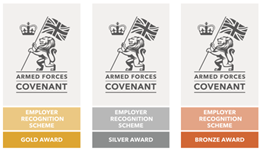 ARMED FORCES
COVENANT
EMPLOYER
RECOGNITION
SCHEME
GOLD AWARD
ARMED FORCES
COVENANT
EMPLOYER
RECOGNITION
SCHEME
SILVER AWARD
ARMED FORCES
COVENANT
EMPLOYER
RECOGNITION
SCHEME
BRONZE AWARD